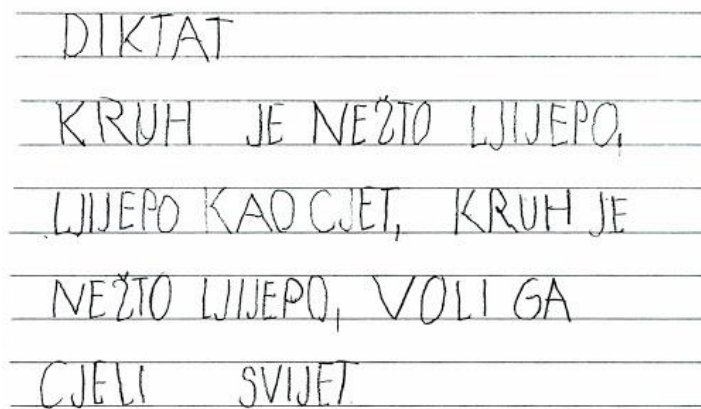 DIKTAT
KRUH JE NEŽTO LJIJEPO,
LJIJEPO KAO CJET, KRUH JE
NEŽTO LJIJEPO, VOLI GA
CJELI SVIJET